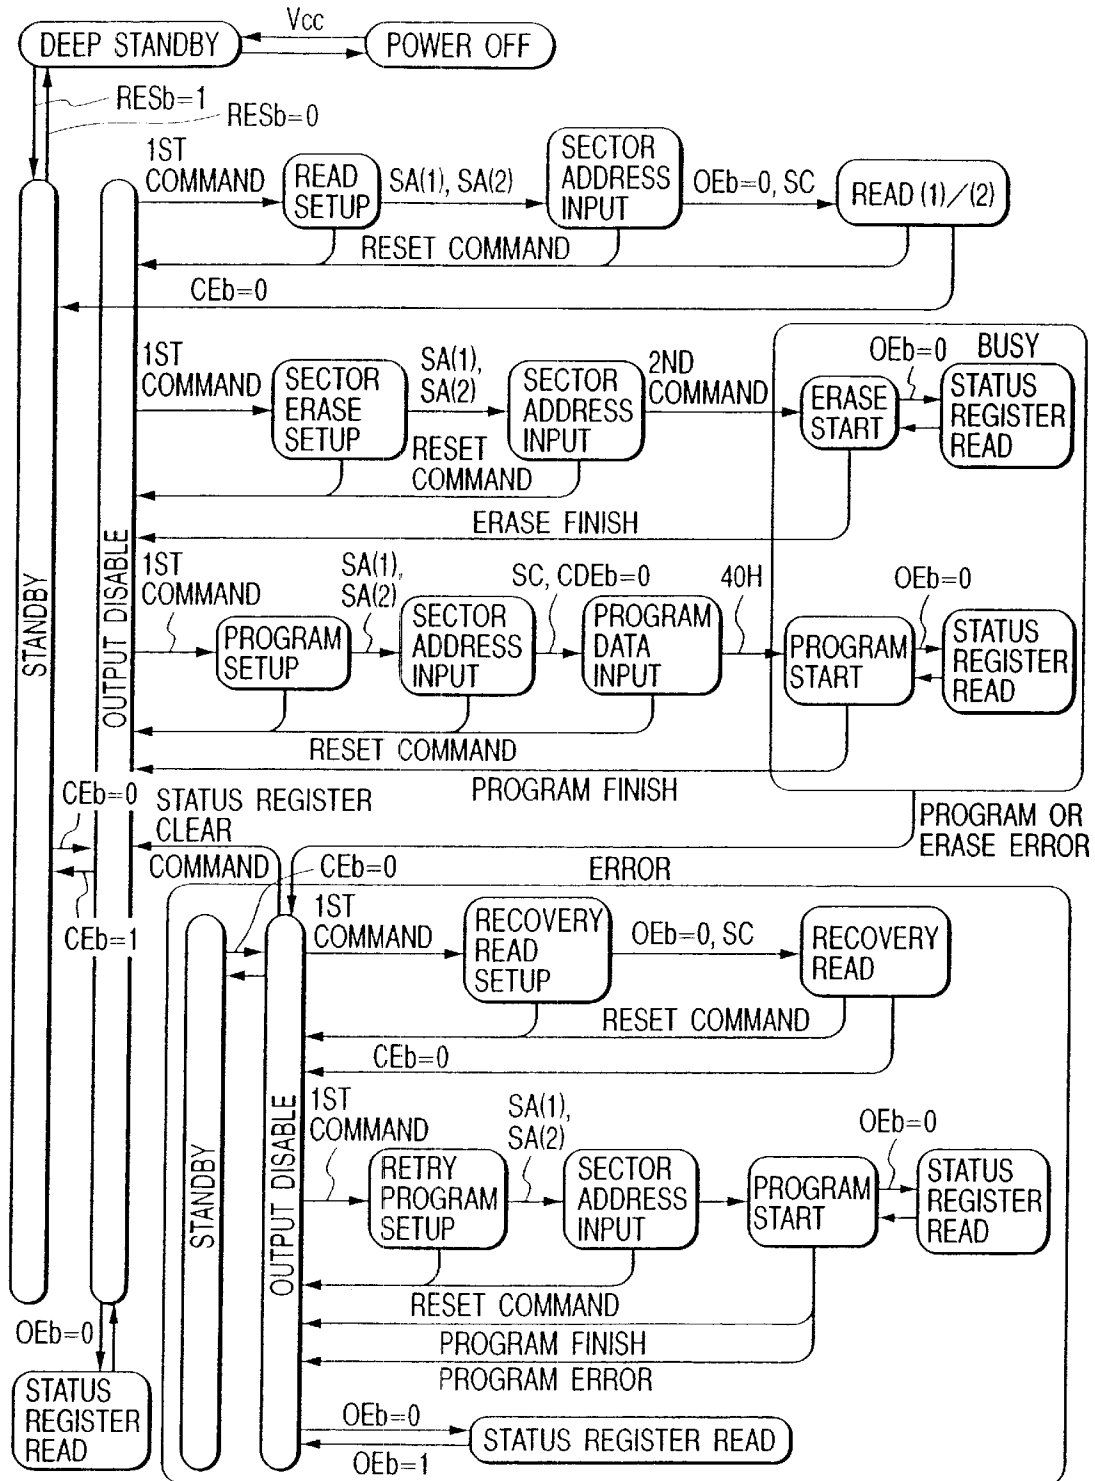 Vcc
DEEP STANDBY
POWER OFF
RESb=1
RESb=0
1ST
COMMAND
READ
SETUP
SA(1), SA(2)
SECTOR
ADDRESS
INPUT
OEb=0, SC
READ (1)/(2)
RESET COMMAND
CEb=0
1ST
COMMAND
SECTOR
ERASE
SETUP
SA(1),
SA(2)
SECTOR
ADDRESS
INPUT
2ND
COMMAND
OEb=0
BUSY
ERASE
START
STATUS
REGISTER
READ
RESET
COMMAND
ERASE FINISH
STANDBY
OUTPUT DISABLE
1ST
COMMAND
PROGRAM
SETUP
SA(1),
SA(2)
SECTOR
ADDRESS
INPUT
SC, CDEb=0
PROGRAM
DATA
INPUT
40H
PROGRAM
START
OEb=0
STATUS
REGISTER
READ
RESET COMMAND
PROGRAM FINISH
CEb=0
CEb=1
STATUS REGISTER
CLEAR
COMMAND
PROGRAM OR
ERASE ERROR
ERROR
CEb=0
STANDBY
OUTPUT DISABLE
1ST
COMMAND
RECOVERY
READ
SETUP
OEb=0, SC
RECOVERY
READ
RESET COMMAND
CEb=0
1ST
COMMAND
RETRY
PROGRAM
SETUP
SA(1),
SA(2)
SECTOR
ADDRESS
INPUT
PROGRAM
START
OEb=0
STATUS
REGISTER
READ
RESET COMMAND
PROGRAM FINISH
PROGRAM ERROR
OEb=0
STATUS
REGISTER
READ
OEb=0
OEb=1
STATUS REGISTER READ